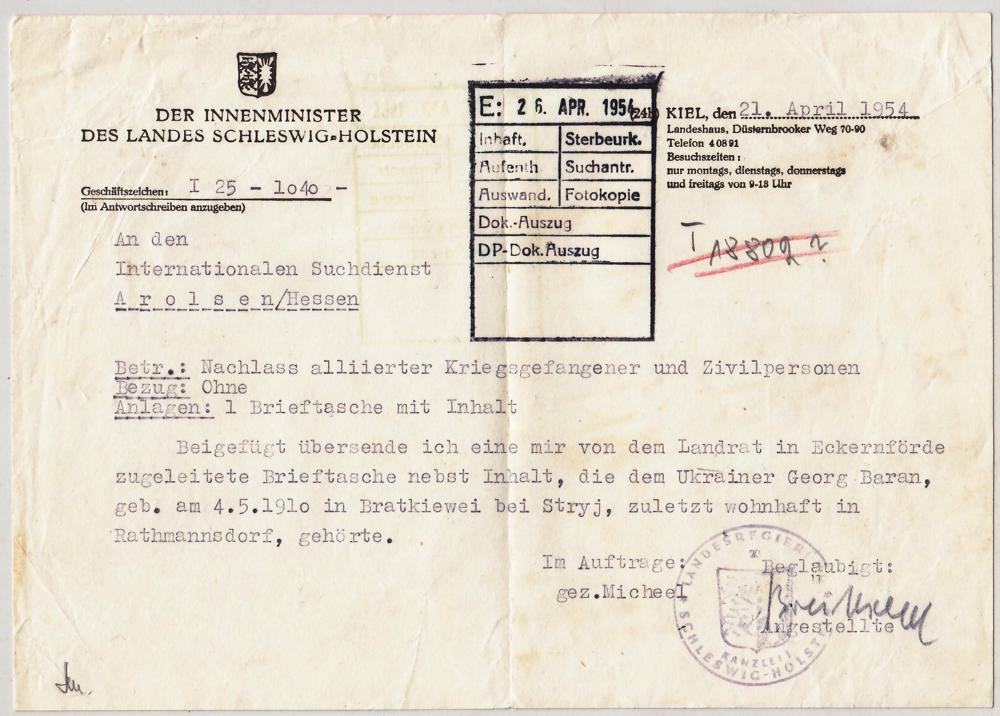 DER INNENMINISTER
DES LANDES SCHLESWIG=HOLSTEIN
Geschäftszeichen: I 25 - 1o4o -
(Im Antwortschreiben anzugeben)
E: 26. APR. 1954
Inhaft. Sterbeurk.
Aufenth. Suchantr.
Auswand. Fotokopie
Dok.-Auszug
DP-Dok.Auszug
(24b) KIEL, den 21. April 1954
Landeshaus, Düsternbrooker Weg 70-90
Telefon 40891
Besuchszeiten:
nur montags, dienstags, donnerstags
und freitags von 9-13 Uhr
I 18809
An den
Internationalen Suchdienst
A r o l s e n/Hessen
Betr.: Nachlass alliierter Kriegsgefangener und Zivilpersonen
Bezug: Ohne
Anlagen: 1 Brieftasche mit Inhalt
Beigefügt übersende ich eine mir von dem Landrat in Eckernförde
zugeleitete Brieftasche nebst Inhalt, die dem Ukrainer Georg Baran,
geb. am 4.5.191o in Bratkiewei bei Stryj, zuletzt wohnhaft in
Rathmannsdorf, gehörte.
Im Auftrage: Beglaubigt:
gez.Micheel
Angestellte
LANDESREGIERUNG
20
KANZLEI
SCHLESWIG-HOLSTEIN